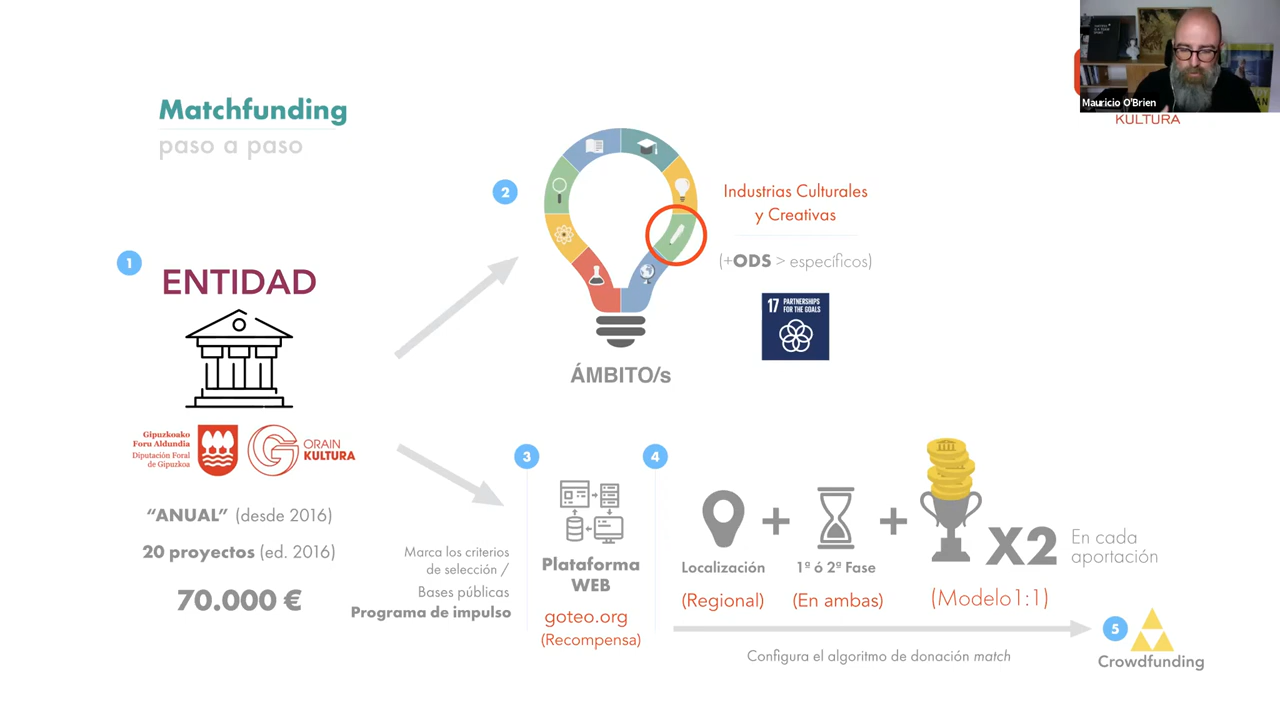 Matchfunding
paso a paso
Mauricio O'Brien
KULTURA
1
ENTIDAD
Gipuzkoako
Foru Aldundia
Diputación Foral
de Gipuzkoa
ORAIN
KULTURA
“ANUAL” (desde 2016)
20 proyectos (ed. 2016)
70.000 €
2
ÁMBITO/s
Industrias Culturales
y Creativas
(+ODS > específicos)
17 PARTNERSHIPS
FOR THE GOALS
Marca los criterios
de selección /
Bases públicas
Programa de impulso
3
Plataforma
WEB
goteo.org
(Recompensa)
4
Localización
(Regional)
+
1ª ó 2ª Fase
(En ambas)
+
X2
En cada
aportación
(Modelo1:1)
Configura el algoritmo de donación match
5
Crowdfunding